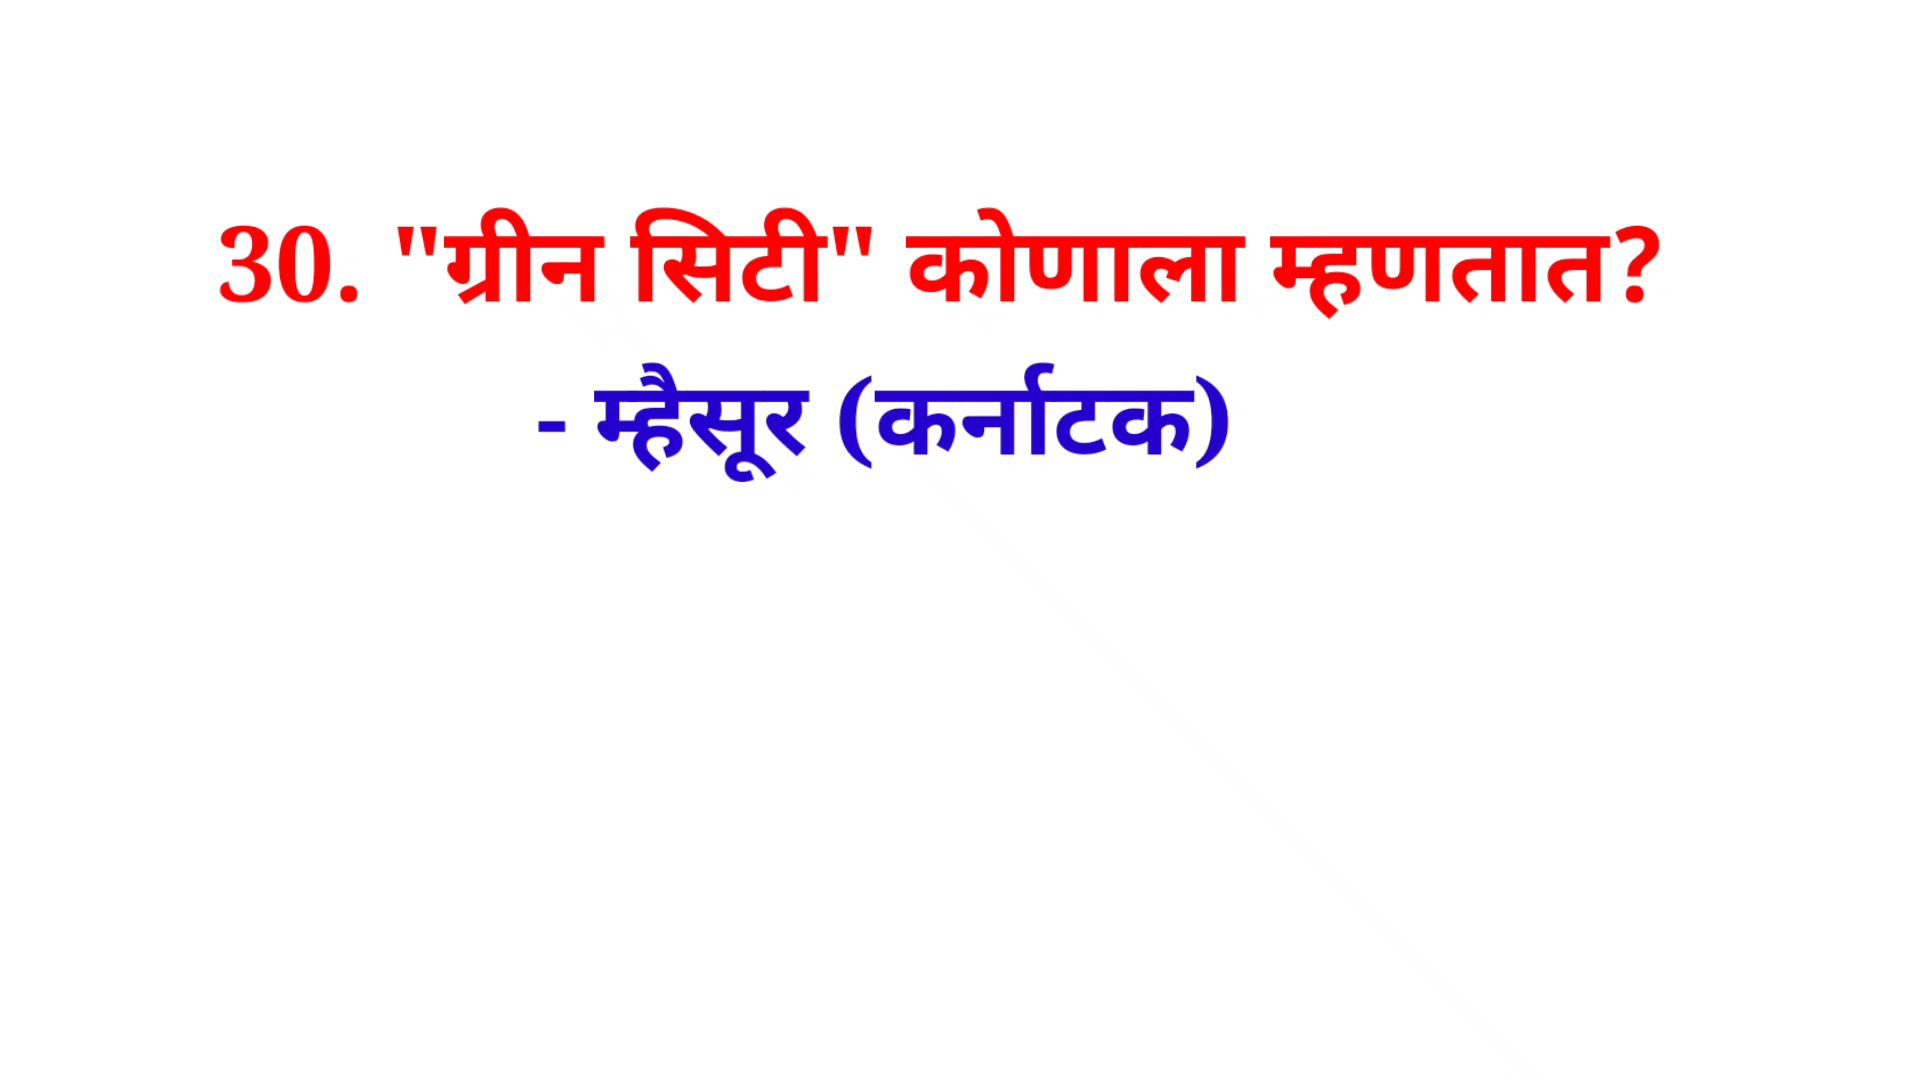 30. "ग्रीन सिटी" कोणाला म्हणतात?
- म्हैसूर (कर्नाटक)